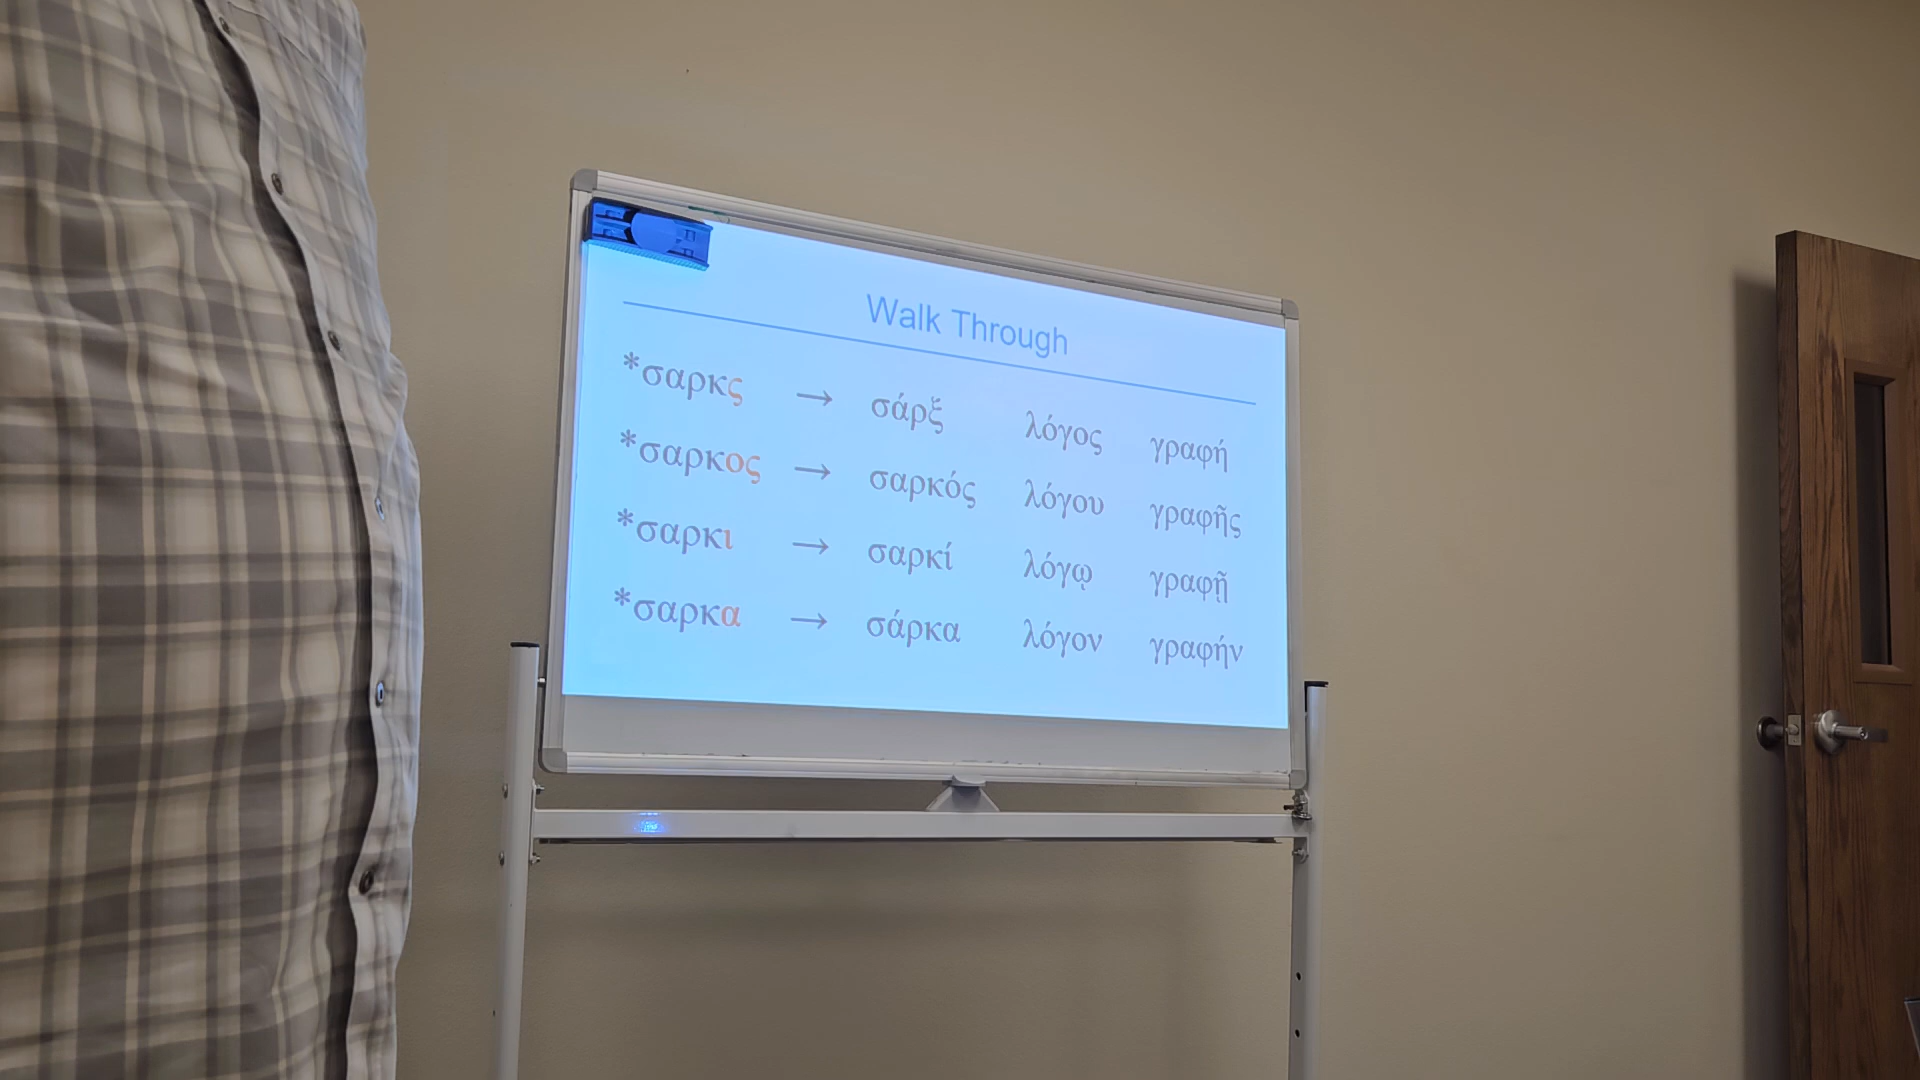 Walk Through
*σαρκς → σάρξ λόγος γραφή
*σαρκος → σαρκός λόγου γραφῆς
*σαρκι → σαρκί λόγῳ γραφῇ
*σαρκα → σάρκα λόγον γραφήν